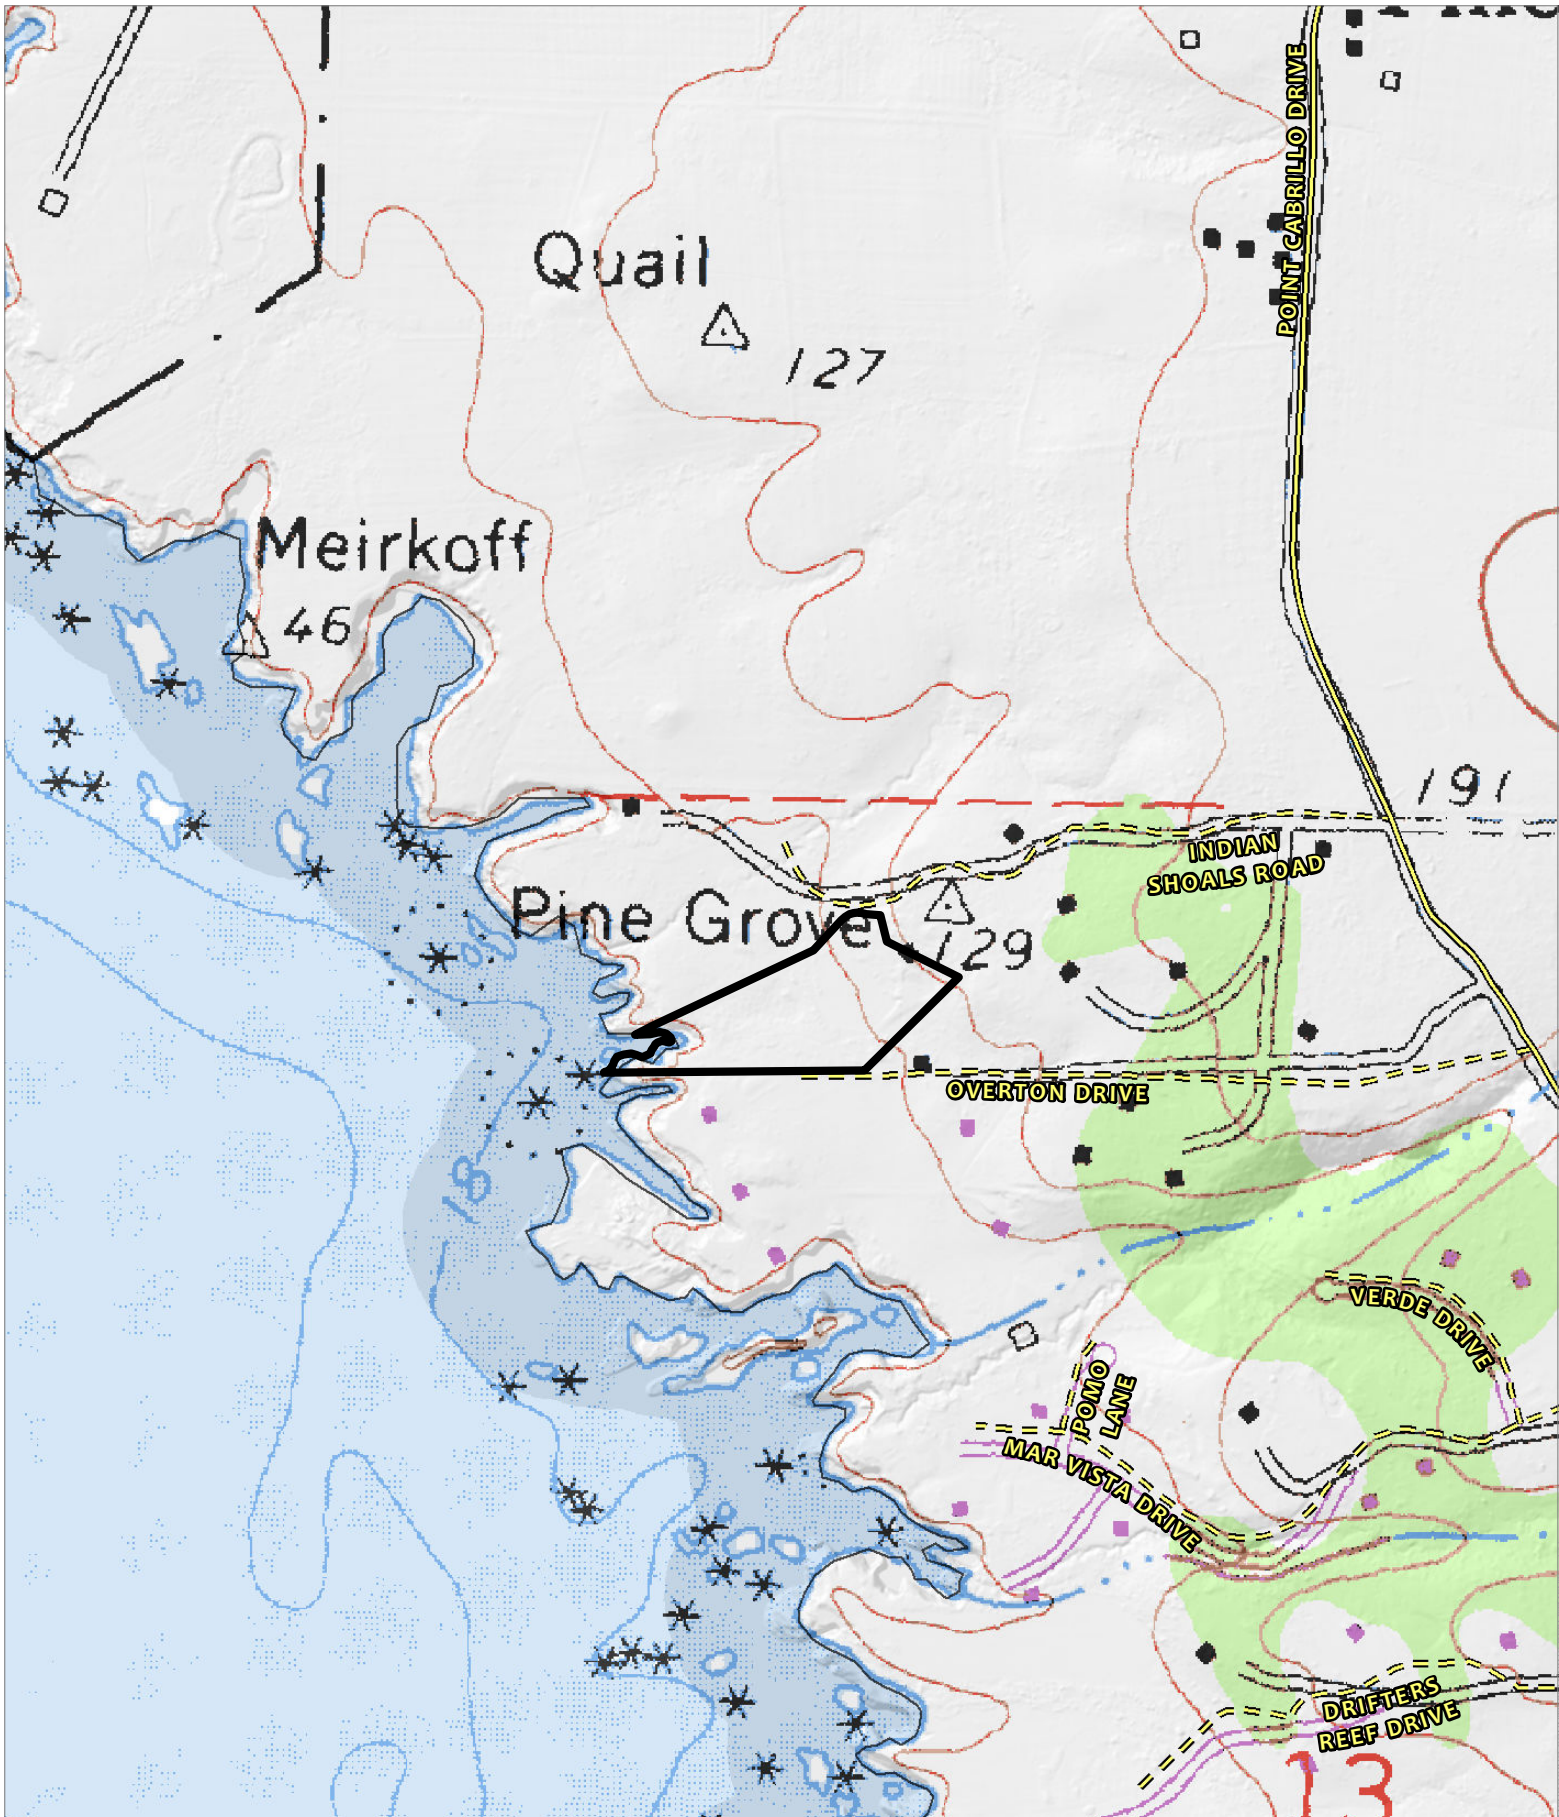 POINT CABRILLO DRIVE
Quail
127
Meirkoff
46
191
INDIAN
SHOALS ROAD
Pine Grove
129
OVERTON DRIVE
18
VERDE DRIVE
POMO
LANE
MAR VISTA DRIVE
DRIFTERS
REEF DRIVE
13